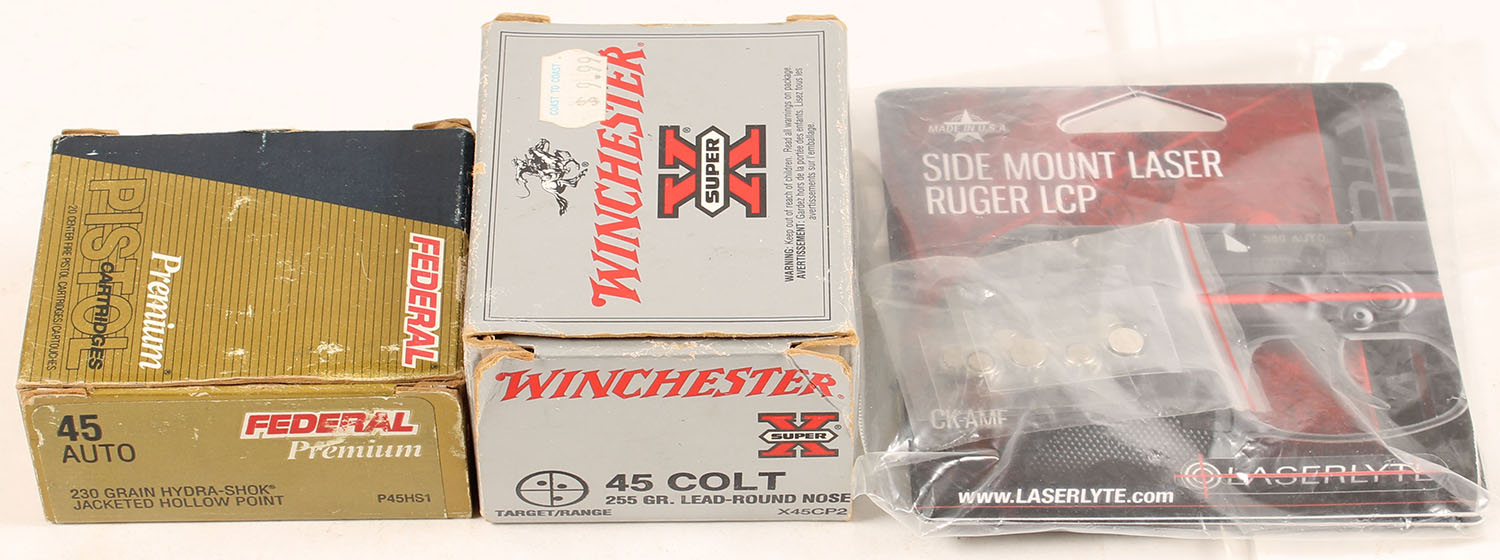 PISTOL
CARTRIDGES
20 CENTER FIRE PISTOL CARTRIDGES/CARTOUCHES
Premium®
FEDERAL®
45
AUTO
FEDERAL®
Premium
230 GRAIN HYDRA-SHOK®
JACKETED HOLLOW POINT
P45HS1
COAST TO COAST
$9.99
WINCHESTER®
SUPER X®
WARNING: Keep out of reach of children. Read all warnings on package.
AVERTISSEMENT: Gardez hors de la portée des enfants. Lisez tous les
avertissements sur l'emballage.
WINCHESTER®
SUPER X®
45 COLT
255 GR. LEAD-ROUND NOSE
TARGET/RANGE
X45CP2
MADE IN U.S.A
SIDE MOUNT LASER
RUGER LCP
CK-AMF
LASERLYTE
www.LASERLYTE.com